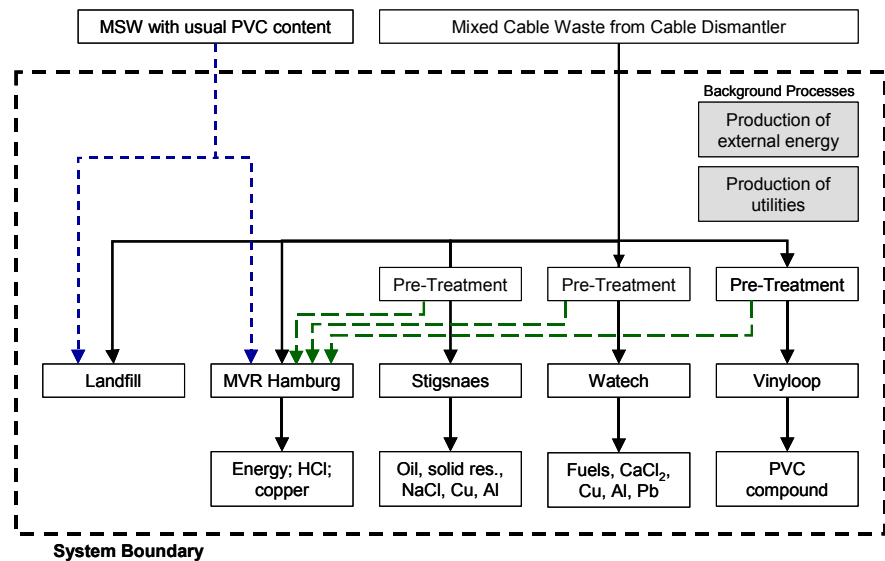 MSW with usual PVC content
Mixed Cable Waste from Cable Dismantler
Background Processes
Production of
external energy
Production of
utilities
Pre-Treatment
Pre-Treatment
Pre-Treatment
Landfill
MVR Hamburg
Stigsnaes
Watech
Vinyloop
Energy; HCl;
copper
Oil, solid res.,
NaCl, Cu, Al
Fuels, CaCl₂,
Cu, Al, Pb
PVC
compound
System Boundary